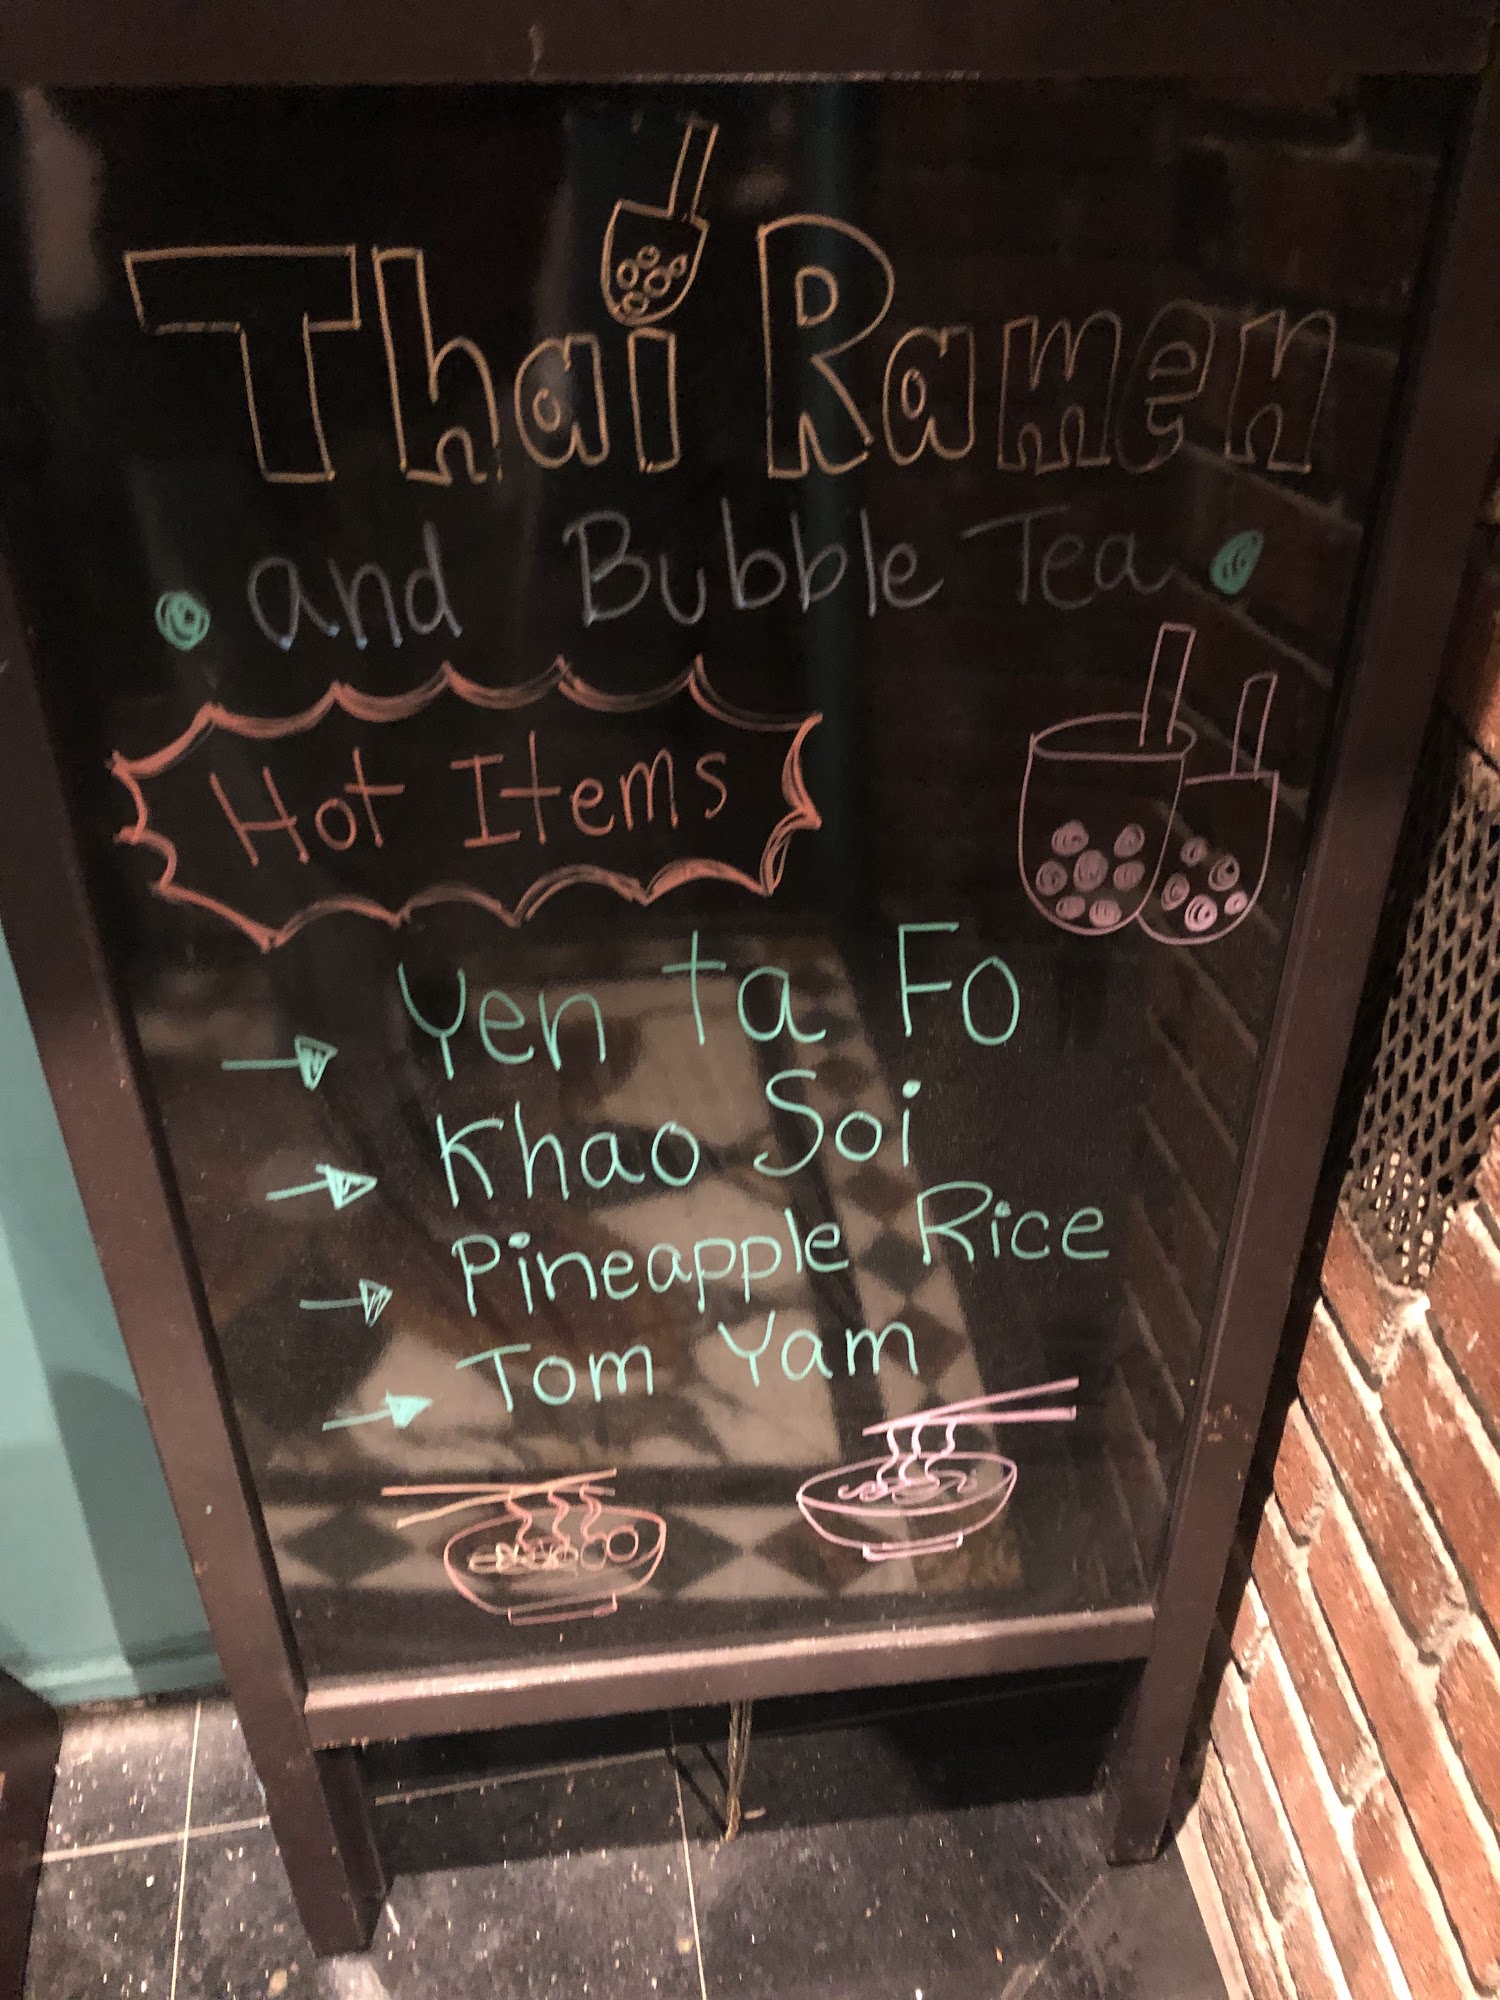 Thai Ramen
and Bubble Tea
Hot Items
Yen ta Fo
Khao Soi
Pineapple Rice
Tom Yam